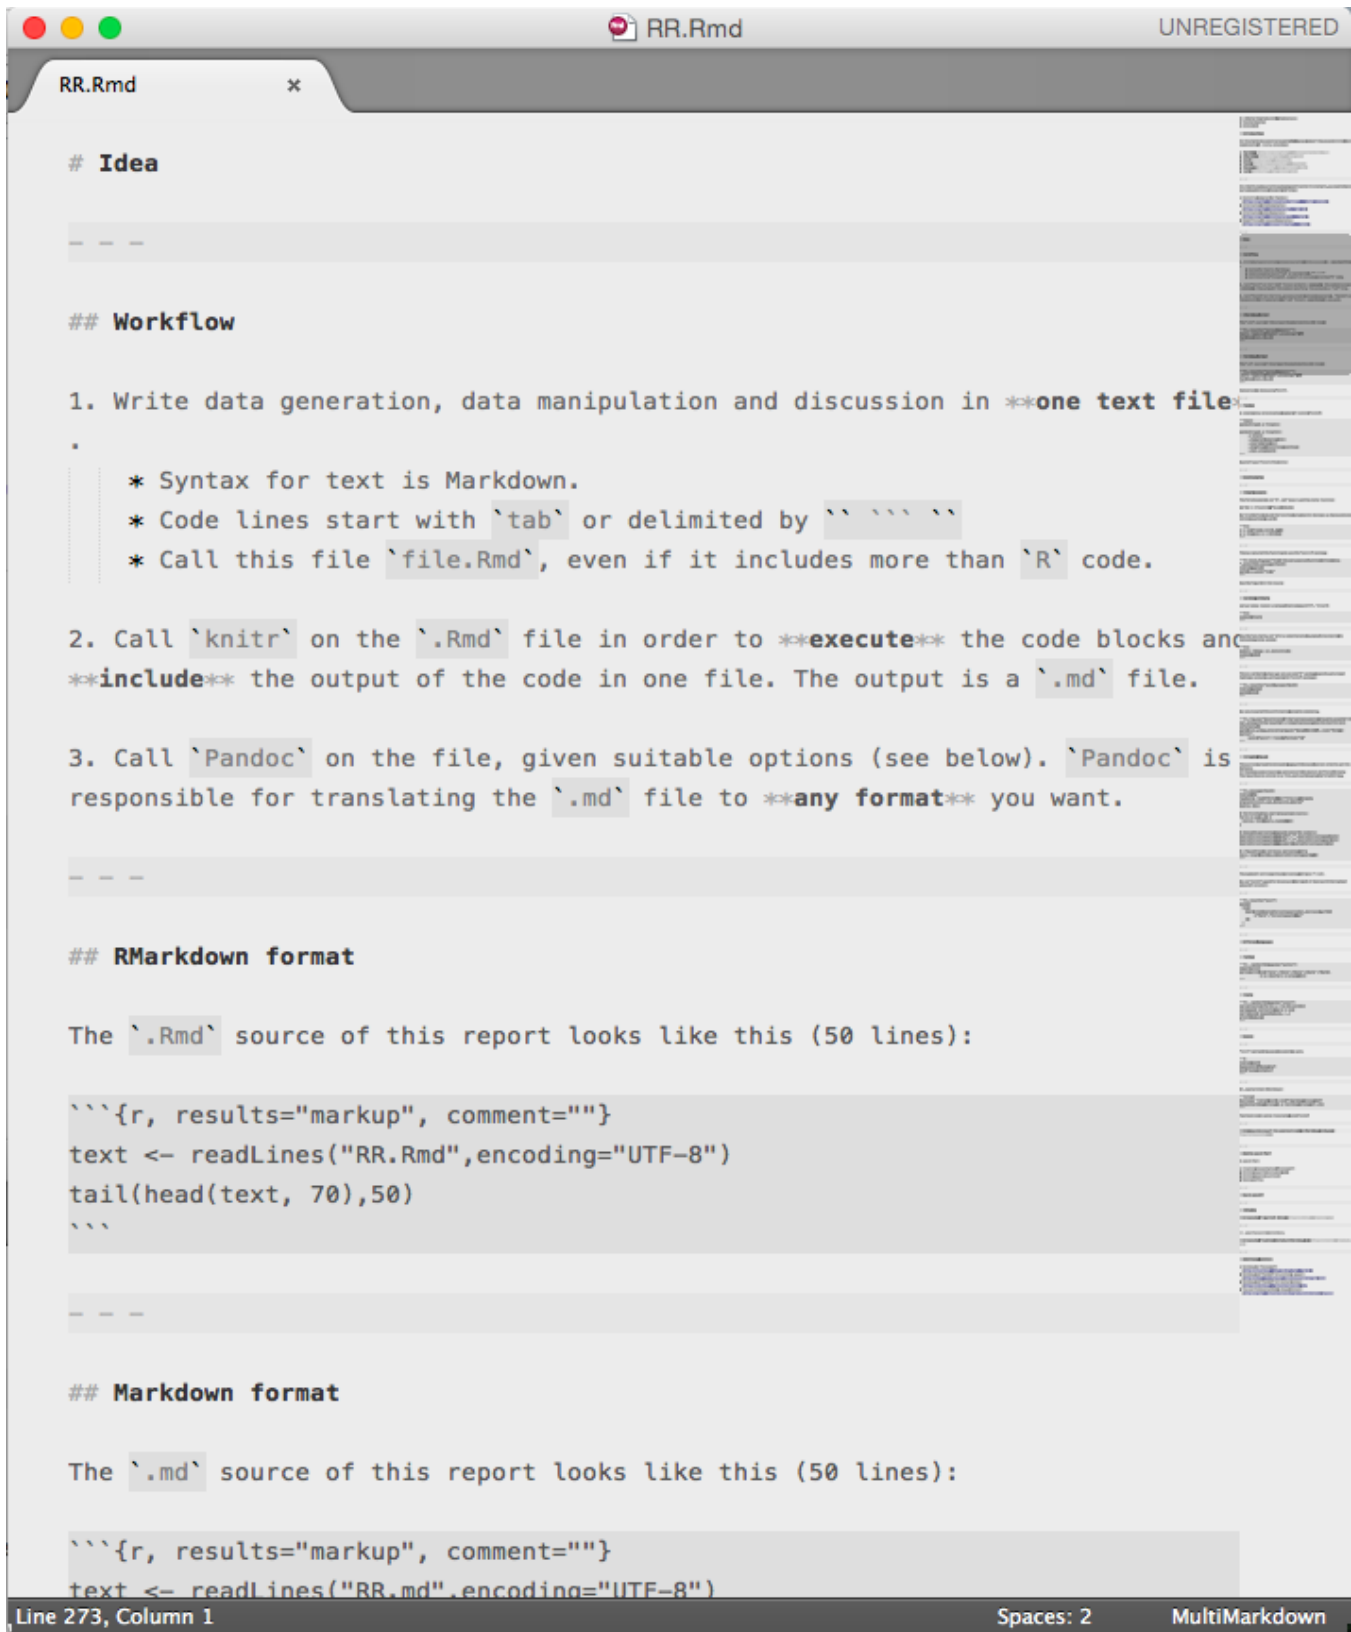 RR.Rmd
UNREGISTERED
RR.Rmd ×
# Idea
- - -
## Workflow
1. Write data generation, data manipulation and discussion in **one text file*
.
* Syntax for text is Markdown.
* Code lines start with `tab` or delimited by `` ``` ``
* Call this file `file.Rmd`, even if it includes more than `R` code.
2. Call `knitr` on the `.Rmd` file in order to **execute** the code blocks and
**include** the output of the code in one file. The output is a `.md` file.
3. Call `Pandoc` on the file, given suitable options (see below). `Pandoc` is
responsible for translating the `.md` file to **any format** you want.
- - -
## RMarkdown format
The `.Rmd` source of this report looks like this (50 lines):
```{r, results="markup", comment=""}
text <- readLines("RR.Rmd",encoding="UTF-8")
tail(head(text, 70),50)
```
- - -
## Markdown format
The `.md` source of this report looks like this (50 lines):
```{r, results="markup", comment=""}
text <- readLines("RR.md",encoding="UTF-8")
Line 273, Column 1
Spaces: 2
MultiMarkdown